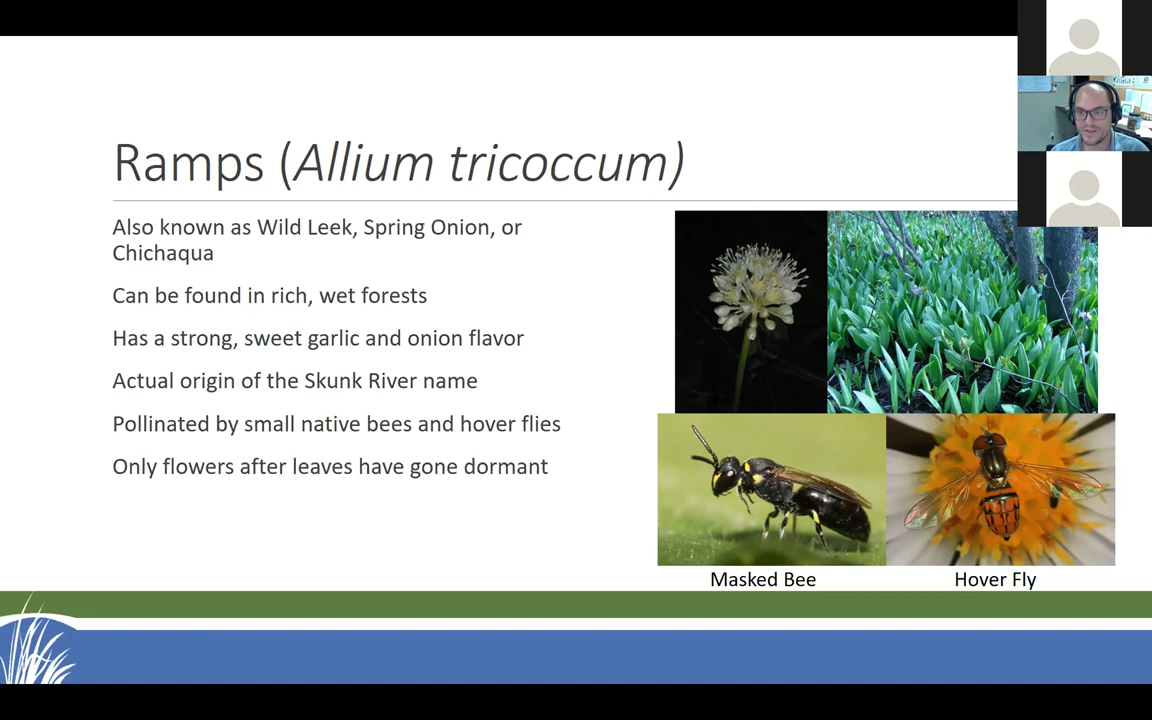 Ramps (Allium tricoccum)
Also known as Wild Leek, Spring Onion, or
Chichaqua
Can be found in rich, wet forests
Has a strong, sweet garlic and onion flavor
Actual origin of the Skunk River name
Pollinated by small native bees and hover flies
Only flowers after leaves have gone dormant
Masked Bee
Hover Fly